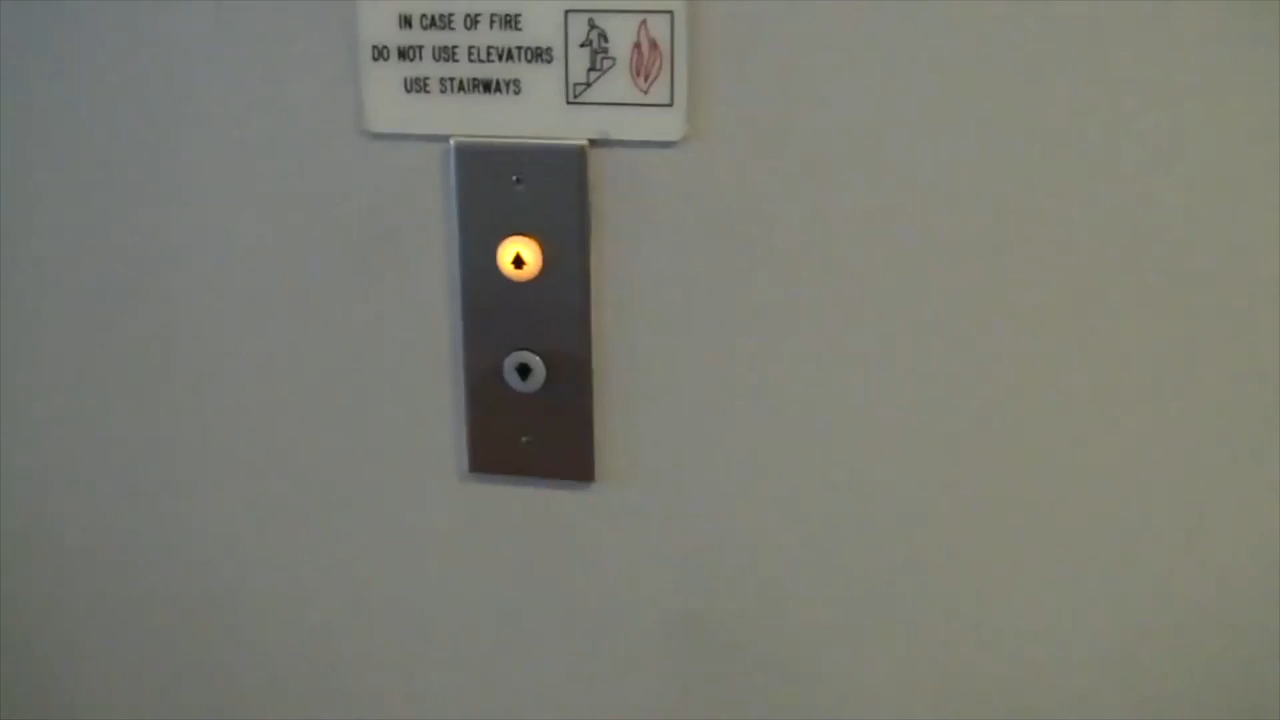 IN CASE OF FIRE
DO NOT USE ELEVATORS
USE STAIRWAYS